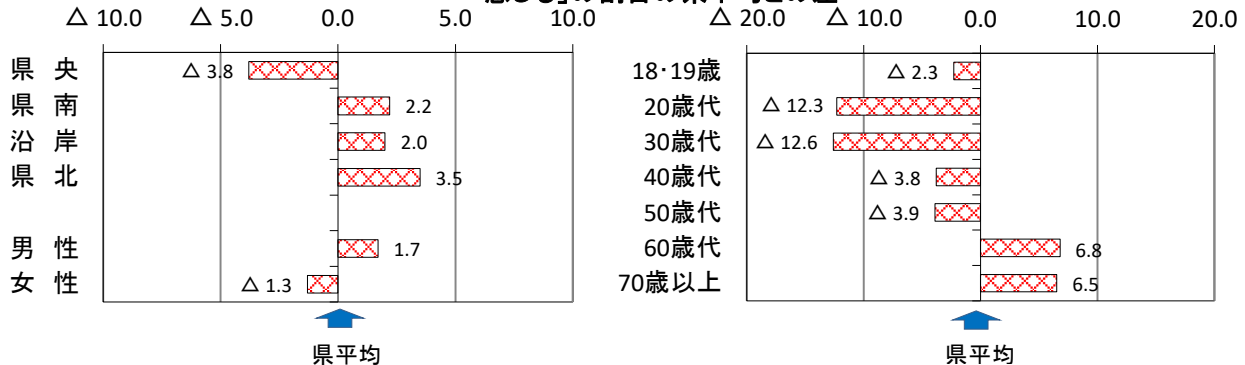 △ 10.0 △ 5.0 0.0 5.0 10.0
県 央 △ 3.8
県 南 2.2
沿 岸 2.0
県 北 3.5
男 性 1.7
女 性 △ 1.3
県平均
△ 20.0 △ 10.0 0.0 10.0 20.0
18・19歳 △ 2.3
20歳代 △ 12.3
30歳代 △ 12.6
40歳代 △ 3.8
50歳代 △ 3.9
60歳代 6.8
70歳以上 6.5
県平均